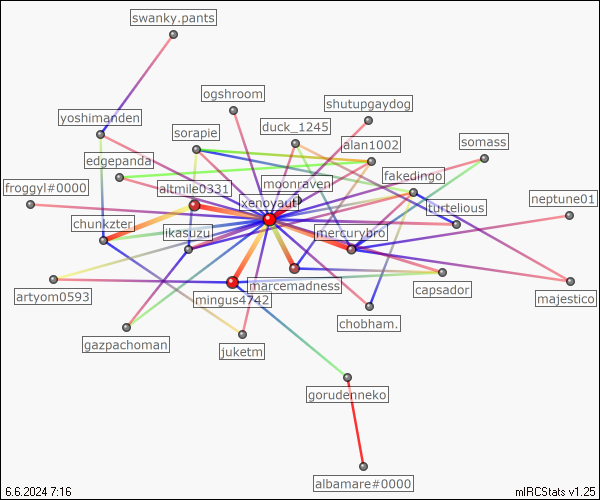 swanky.pants
ogshroom
shutupgaydog
yoshimanden
sorapie
duck_1245
alan1002
somass
edgepanda
fakedingo
froggyl#0000
altmile0331
moonraven
neptune01
xenoyaut
turtelious
chunkzter
ikasuzu
mercurybro
marcemadness
capsador
artyom0593
mingus4742
majestico
chobham.
gazpachoman
juketm
gorudenneko
albamare#0000
6.6.2024 7:16
mIRCStats v1.25